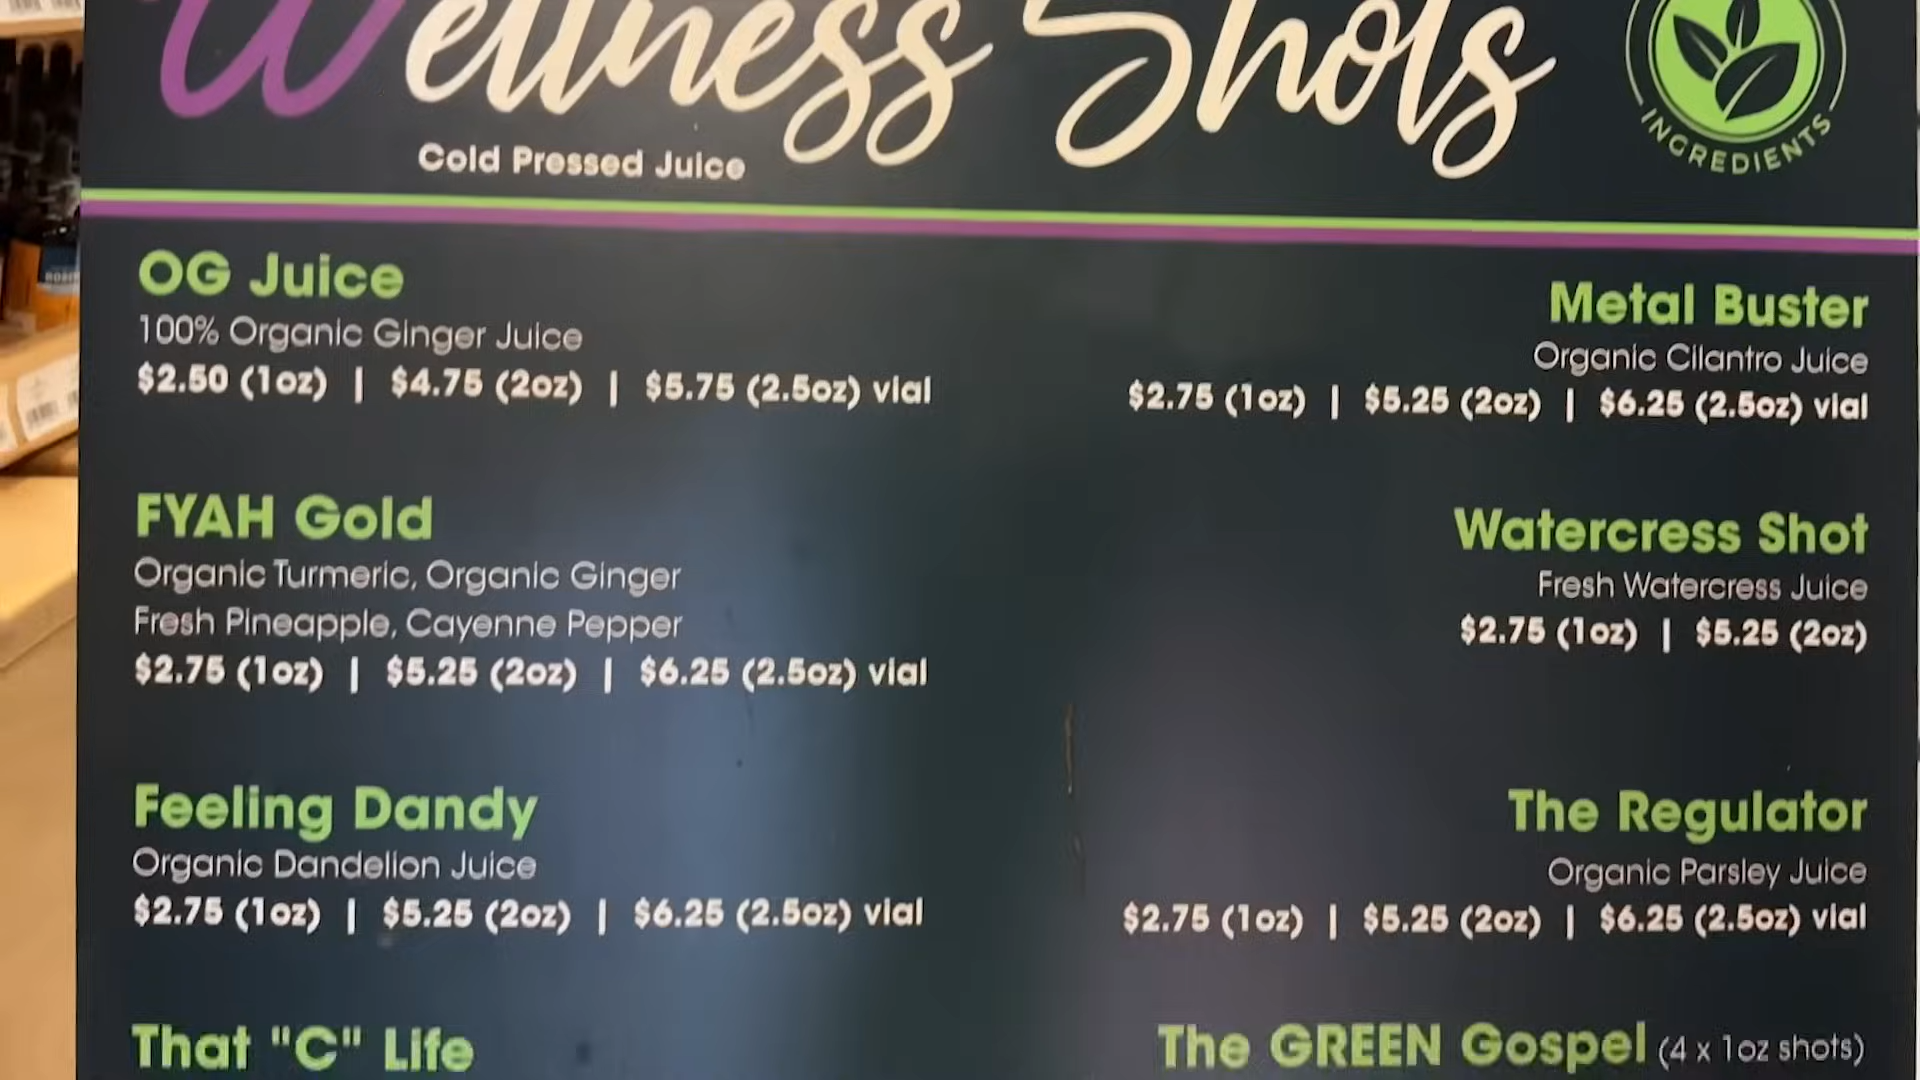 Wellness Shots
Cold Pressed Juice
INGREDIENTS
OG Juice
100% Organic Ginger Juice
$2.50 (1oz) | $4.75 (2oz) | $5.75 (2.5oz) vial
FYAH Gold
Organic Turmeric, Organic Ginger
Fresh Pineapple, Cayenne Pepper
$2.75 (1oz) | $5.25 (2oz) | $6.25 (2.5oz) vial
Feeling Dandy
Organic Dandelion Juice
$2.75 (1oz) | $5.25 (2oz) | $6.25 (2.5oz) vial
That "C" Life
Metal Buster
Organic Cilantro Juice
$2.75 (1oz) | $5.25 (2oz) | $6.25 (2.5oz) vial
Watercress Shot
Fresh Watercress Juice
$2.75 (1oz) | $5.25 (2oz)
The Regulator
Organic Parsley Juice
$2.75 (1oz) | $5.25 (2oz) | $6.25 (2.5oz) vial
The GREEN Gospel (4 x 1oz shots)